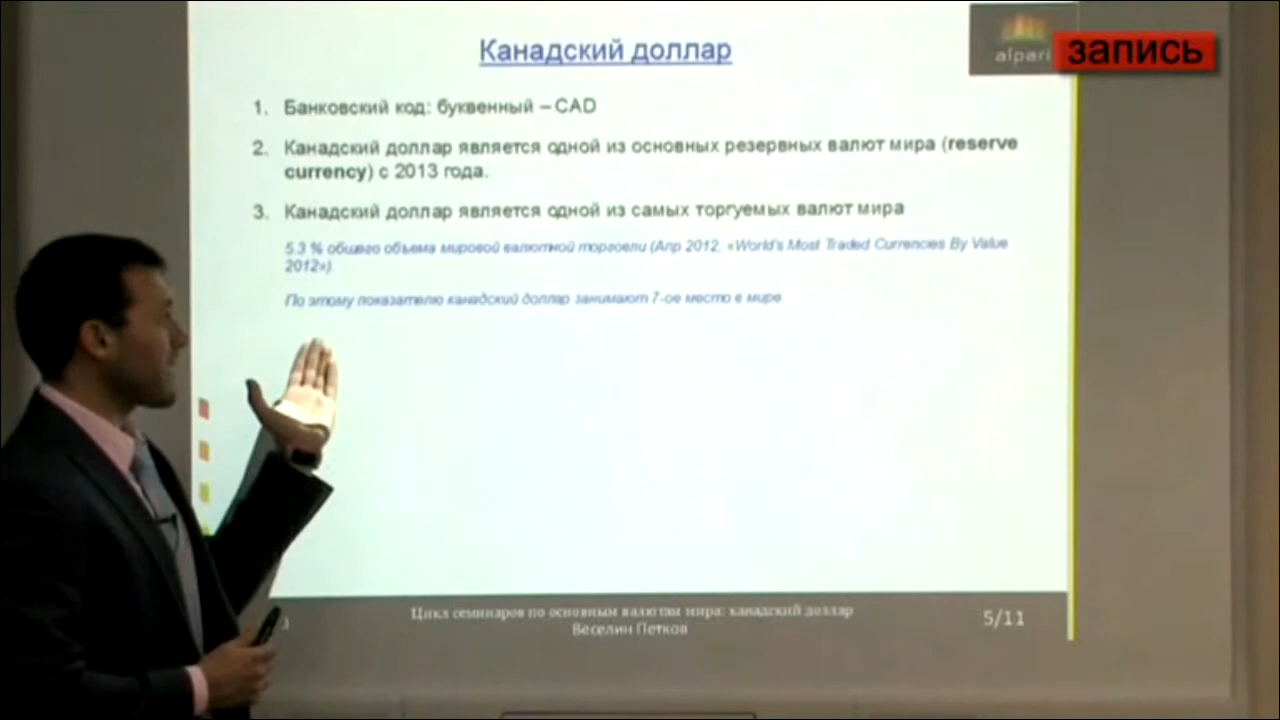 Канадский доллар
alpari
запись
1. Банковский код: буквенный – CAD
2. Канадский доллар является одной из основных резервных валют мира (reserve
currency) с 2013 года.
3. Канадский доллар является одной из самых торгуемых валют мира
5.3 % общего объема мировой валютной торговли (Апр 2012, «World's Most Traded Currencies By Value
2012»).
По этому показателю канадский доллар занимают 7-ое место в мире
Цикл семинаров по основным валютам мира: канадский доллар
Веселин Петков
5/11